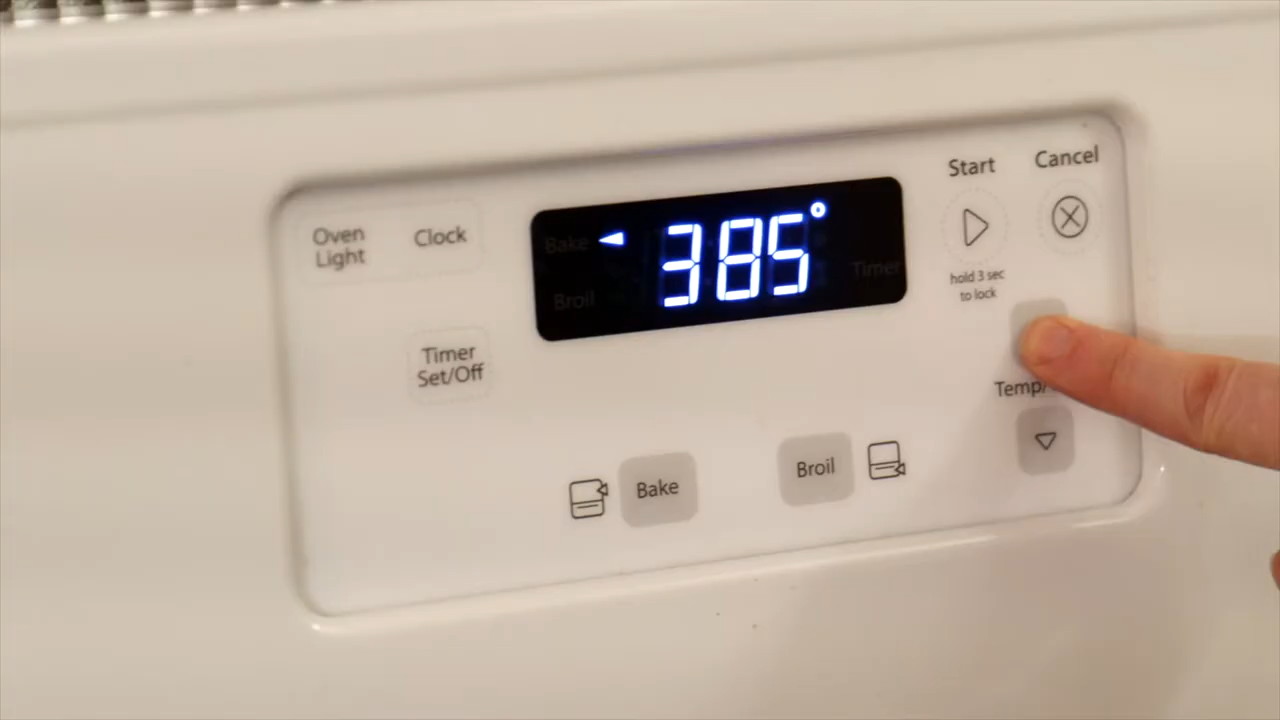 Oven
Light
Clock
Bake
385°
Broil
Timer
Start
hold 3 sec
to lock
Cancel
Timer
Set/Off
Temp/
Bake
Broil